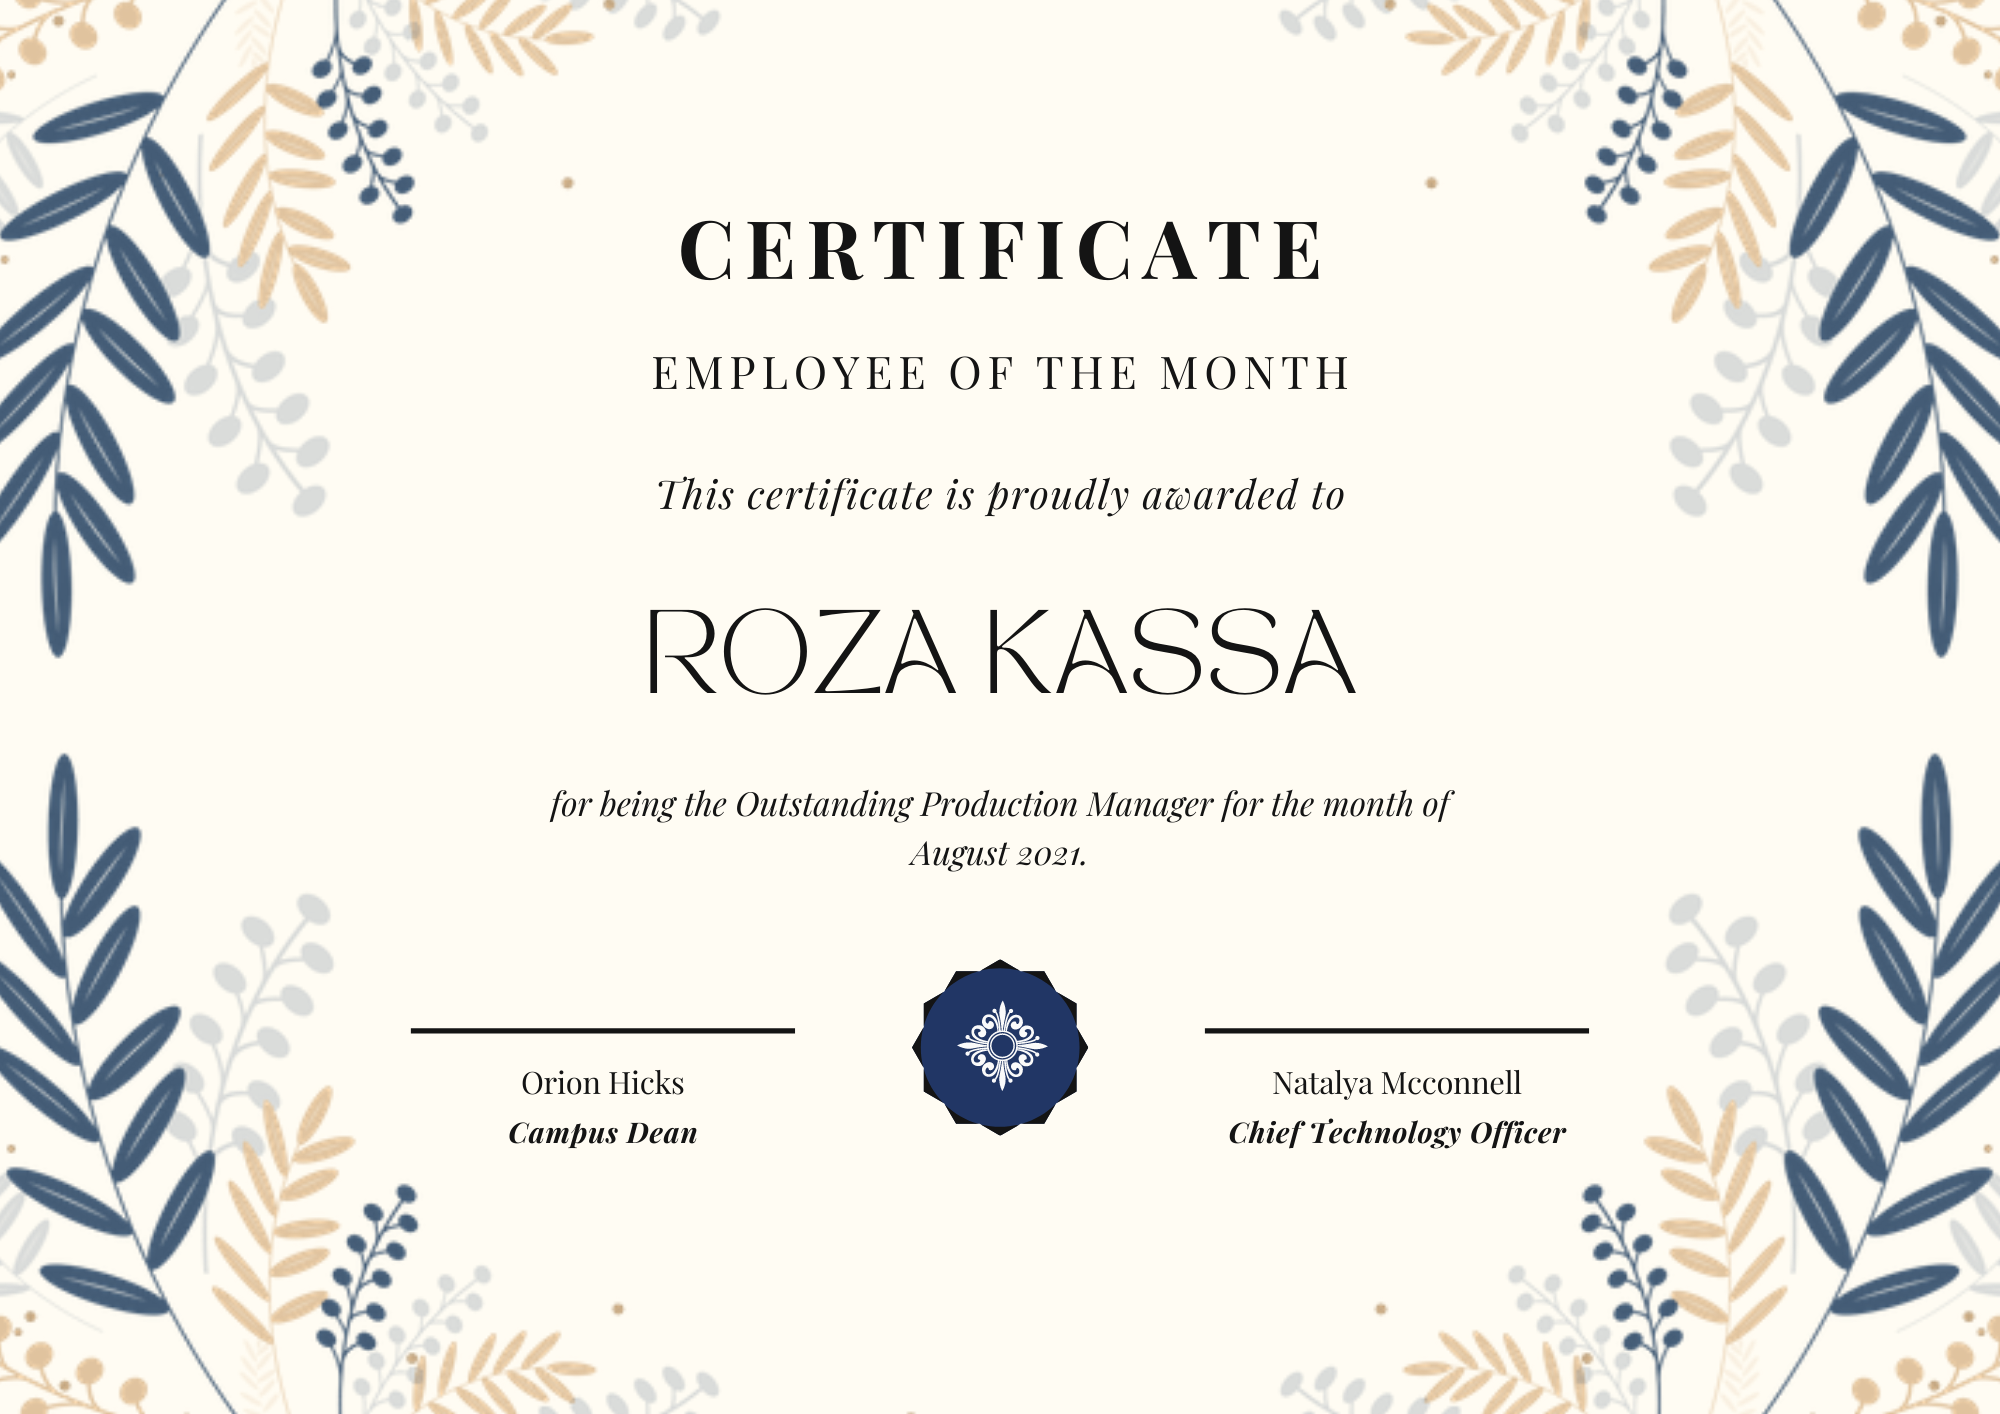 CERTIFICATE
EMPLOYEE OF THE MONTH
This certificate is proudly awarded to
ROZA KASSA
for being the Outstanding Production Manager for the month of
August 2021.
Orion Hicks
Campus Dean
Natalya Mcconnell
Chief Technology Officer